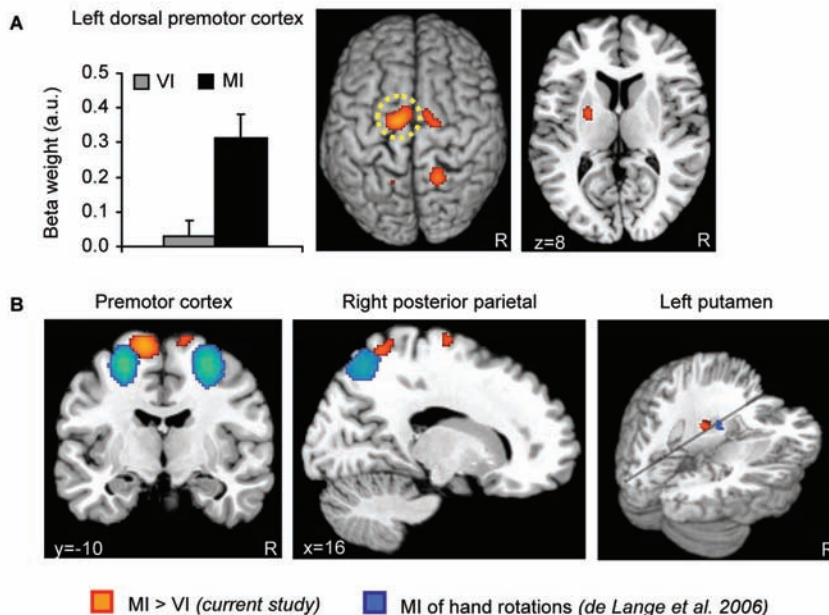 A
Left dorsal premotor cortex
Beta weight (a.u.)
0.5
0.4
0.3
0.2
0.1
0.0
VI MI
R
z=8 R
B
Premotor cortex
Right posterior parietal
Left putamen
y=-10 R
x=16
R
MI > VI (current study)
MI of hand rotations (de Lange et al. 2006)